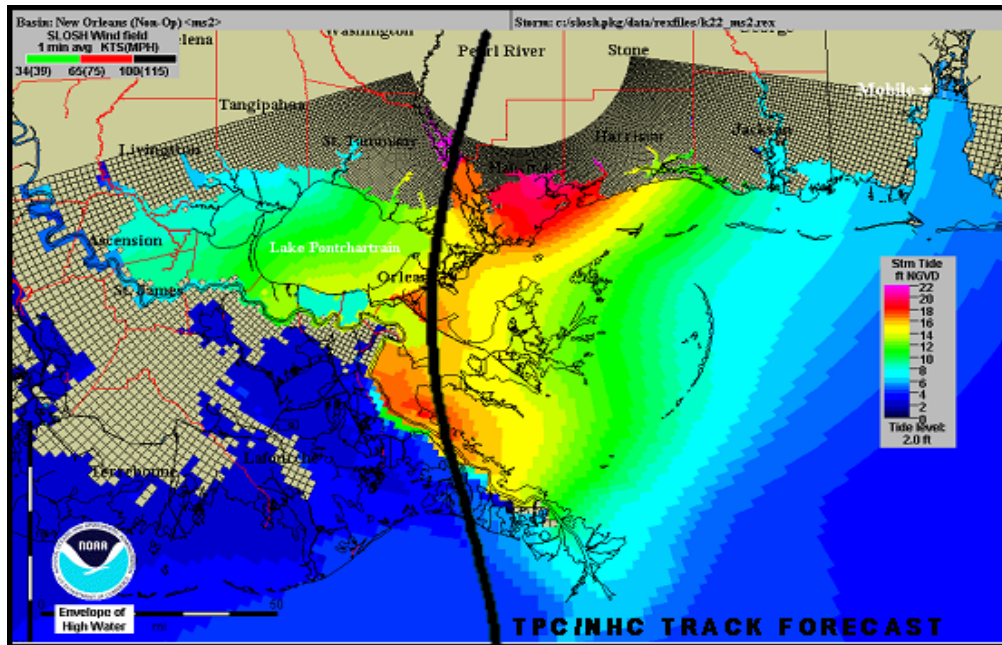 Basin: New Orleans (Non-Op) <ms2>
Storm: c:/slosh.pkg/data/rexfiles/k22_ms2.rex
SLOSH Wind field
1 min avg KTS(MPH)
34(39) 65(75) 100(115)
Washington
Pearl River
Stone
George
Mobile
Tangipahoa
Livingston
St. Tammany
Hancock
Harrison
Jackson
Ascension
Lake Pontchartrain
Orleans
St. James
Strm Tide
ft NGVD
22
20
18
16
14
12
10
8
6
4
2
0
Tide level:
2.0 ft
Terrebonne
Lafourche
NOAA
Envelope of
High Water
0
50
TPC/NHC TRACK FORECAST